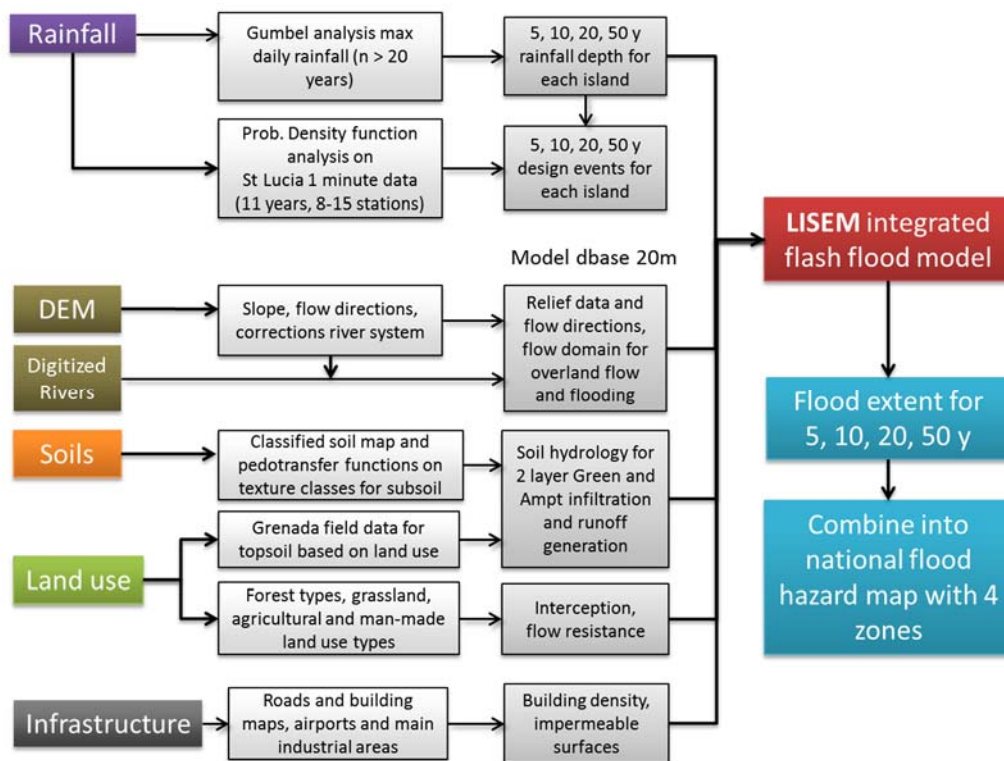 Rainfall
Gumbel analysis max
daily rainfall (n > 20
years)
5, 10, 20, 50 y
rainfall depth for
each island
Prob. Density function
analysis on
St Lucia 1 minute data
(11 years, 8-15 stations)
5, 10, 20, 50 y
design events for
each island
LISEM integrated
flash flood model
Model dbase 20m
DEM
Slope, flow directions,
corrections river system
Relief data and
flow directions,
flow domain for
overland flow
and flooding
Digitized
Rivers
Flood extent for
5, 10, 20, 50 y
Soils
Classified soil map and
pedotransfer functions on
texture classes for subsoil
Soil hydrology for
2 layer Green and
Ampt infiltration
and runoff
generation
Grenada field data for
topsoil based on land use
Land use
Forest types, grassland,
agricultural and man-made
land use types
Interception,
flow resistance
Combine into
national flood
hazard map with 4
zones
Infrastructure
Roads and building
maps, airports and main
industrial areas
Building density,
impermeable
surfaces